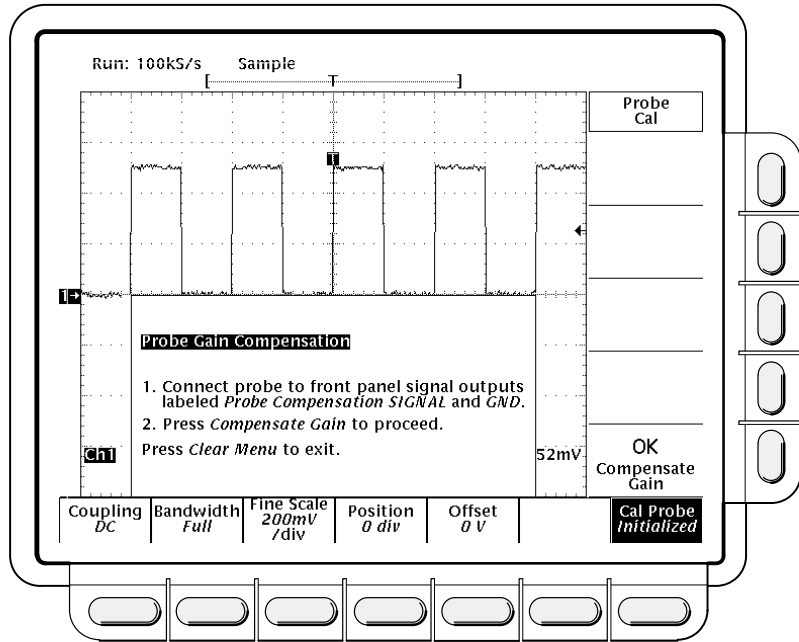 Run: 100kS/s Sample
[ T ]
Probe
Cal
T
1→
Probe Gain Compensation
1. Connect probe to front panel signal outputs
labeled Probe Compensation SIGNAL and GND.
2. Press Compensate Gain to proceed.
Press Clear Menu to exit.
Ch1
52mV
OK
Compensate
Gain
Coupling
DC
Bandwidth
Full
Fine Scale
200mV
/div
Position
0 div
Offset
0 V
Cal Probe
Initialized